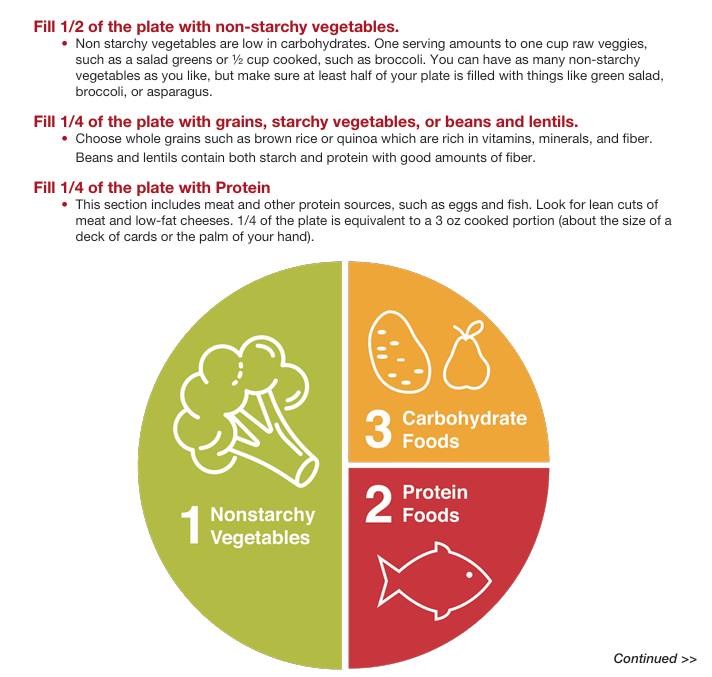 Fill 1/2 of the plate with non-starchy vegetables.
• Non starchy vegetables are low in carbohydrates. One serving amounts to one cup raw veggies,
such as a salad greens or ½ cup cooked, such as broccoli. You can have as many non-starchy
vegetables as you like, but make sure at least half of your plate is filled with things like green salad,
broccoli, or asparagus.
Fill 1/4 of the plate with grains, starchy vegetables, or beans and lentils.
• Choose whole grains such as brown rice or quinoa which are rich in vitamins, minerals, and fiber.
Beans and lentils contain both starch and protein with good amounts of fiber.
Fill 1/4 of the plate with Protein
• This section includes meat and other protein sources, such as eggs and fish. Look for lean cuts of
meat and low-fat cheeses. 1/4 of the plate is equivalent to a 3 oz cooked portion (about the size of a
deck of cards or the palm of your hand).
1 Nonstarchy
Vegetables
3 Carbohydrate
Foods
2 Protein
Foods
Continued >>